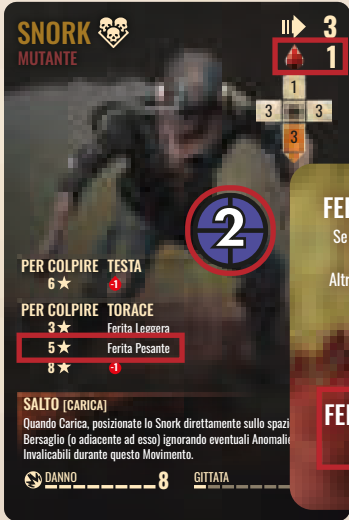 SNORK
MUTANTE
3
1
1
3 3
3
2
PER COLPIRE TESTA
6★ -1
PER COLPIRE TORACE
3★ Ferita Leggera
5★ Ferita Pesante
8★ -1
SALTO [CARICA]
Quando Carica, posizionate lo Snork direttamente sullo spazi
Bersaglio (o adiacente ad esso) ignorando eventuali Anomalie
Invalicabili durante questo Movimento.
DANNO 8 GITTATA
FE
Se
Altr
FE